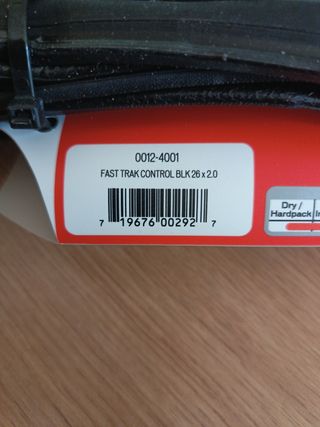 0012-4001
FAST TRAK CONTROL BLK 26 x 2.0
7 19676 00292 7
Dry /
Hardpack